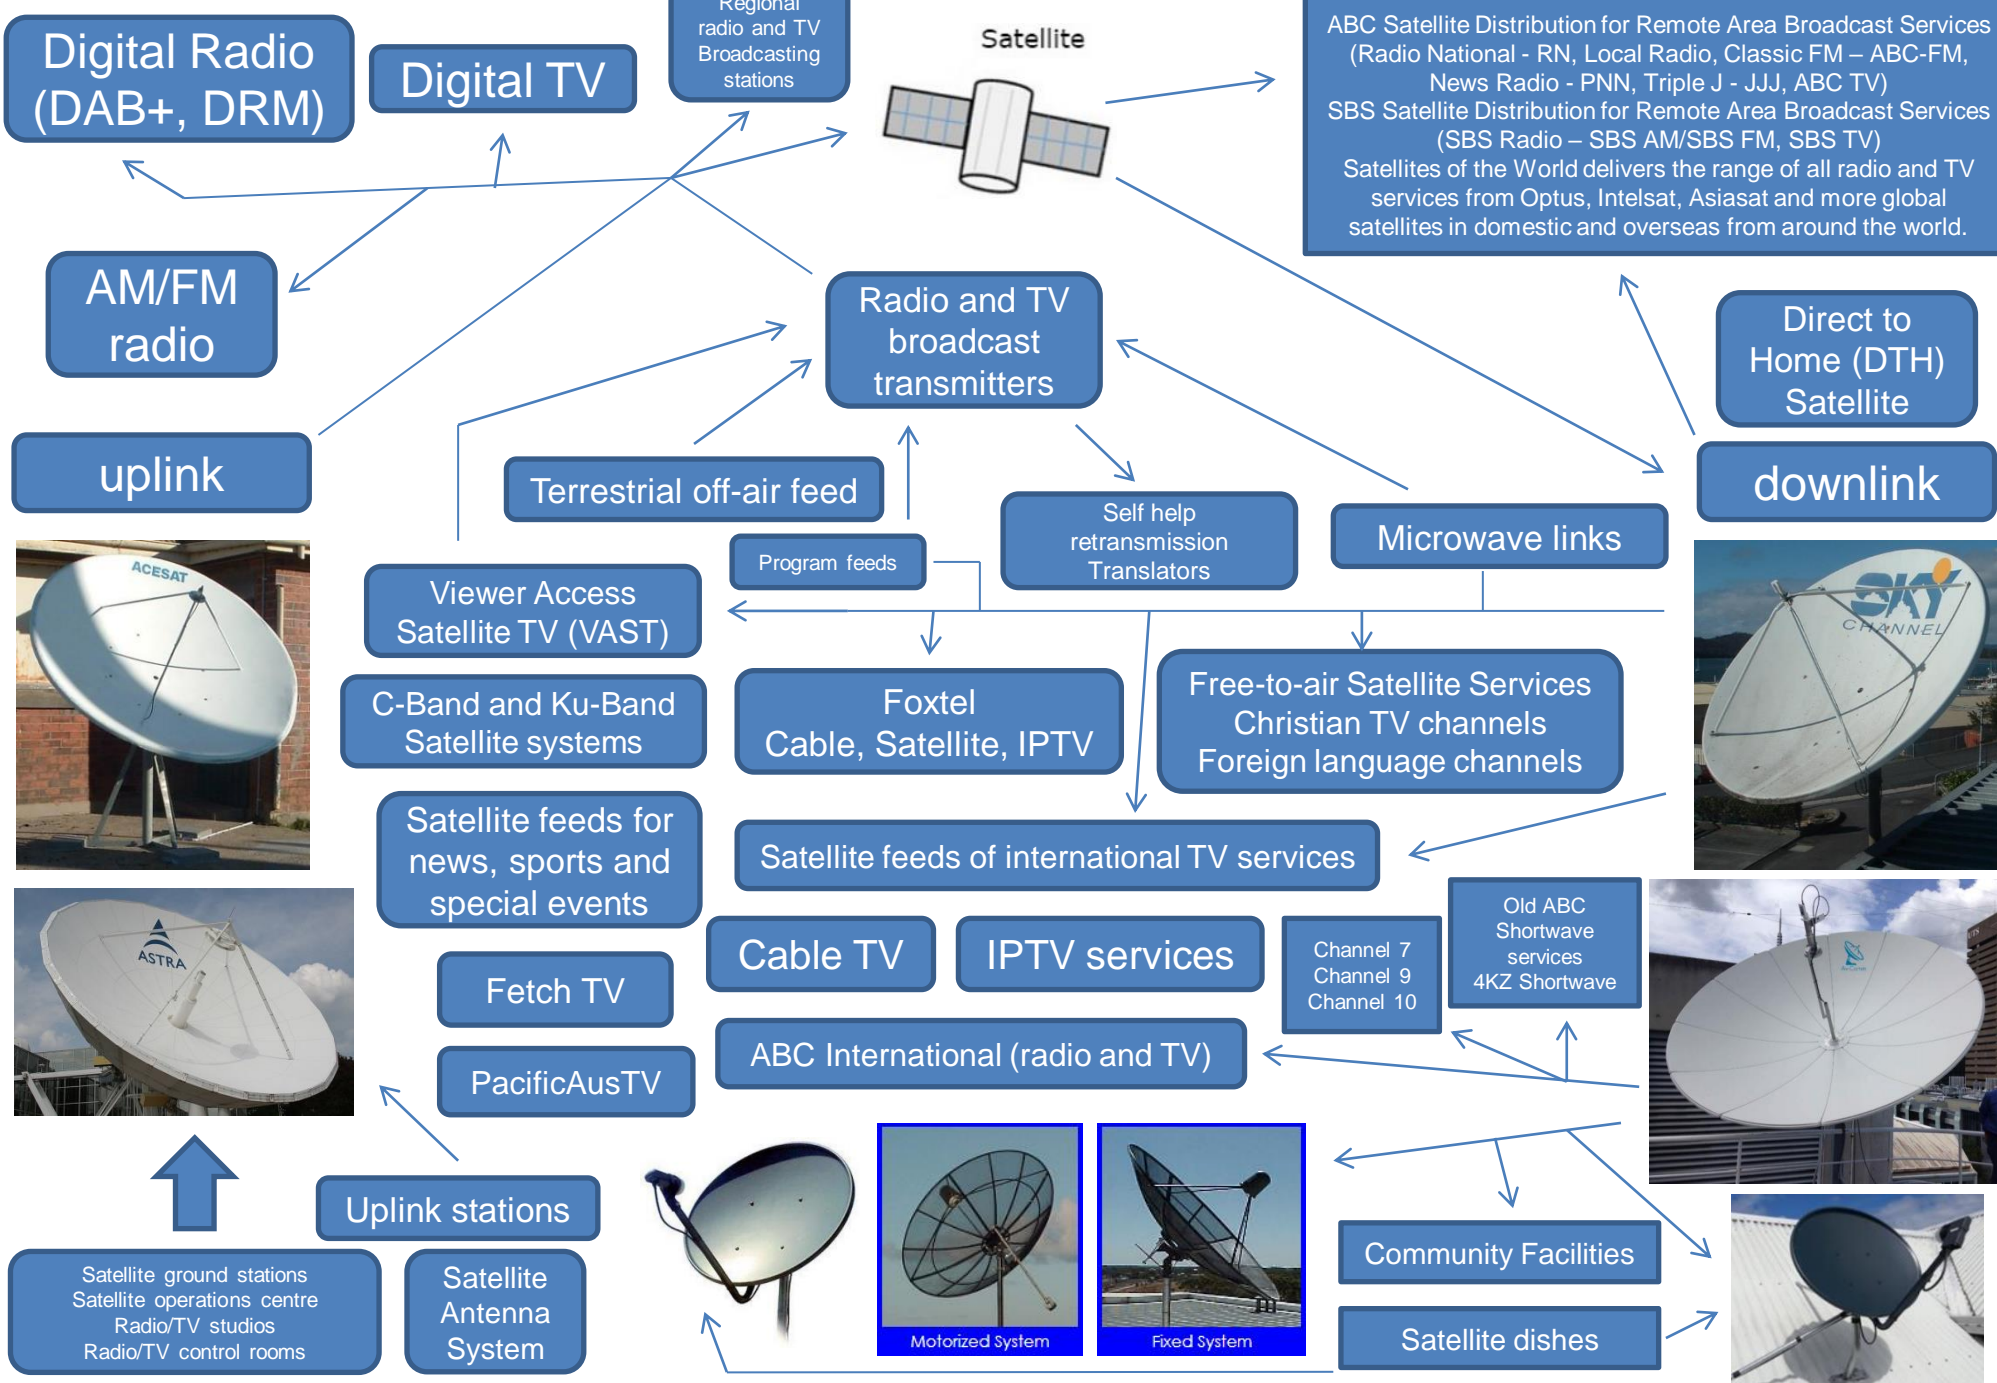 Regional
radio and TV
Broadcasting
stations
Satellite
ABC Satellite Distribution for Remote Area Broadcast Services
(Radio National - RN, Local Radio, Classic FM – ABC-FM,
News Radio - PNN, Triple J - JJJ, ABC TV)
SBS Satellite Distribution for Remote Area Broadcast Services
(SBS Radio – SBS AM/SBS FM, SBS TV)
Satellites of the World delivers the range of all radio and TV
services from Optus, Intelsat, Asiasat and more global
satellites in domestic and overseas from around the world.
Digital Radio
(DAB+, DRM)
Digital TV
AM/FM
radio
Radio and TV
broadcast
transmitters
Direct to
Home (DTH)
Satellite
uplink
Terrestrial off-air feed
downlink
Self help
retransmission
Translators
Microwave links
Program feeds
ACESAT
Viewer Access
Satellite TV (VAST)
SKY
CHANNEL
C-Band and Ku-Band
Satellite systems
Foxtel
Cable, Satellite, IPTV
Free-to-air Satellite Services
Christian TV channels
Foreign language channels
Satellite feeds for
news, sports and
special events
Satellite feeds of international TV services
ASTRA
Cable TV
IPTV services
Channel 7
Channel 9
Channel 10
Old ABC
Shortwave
services
4KZ Shortwave
Fetch TV
ABC International (radio and TV)
PacificAusTV
Uplink stations
Satellite ground stations
Satellite operations centre
Radio/TV studios
Radio/TV control rooms
Satellite
Antenna
System
Motorized System
Fixed System
Community Facilities
Satellite dishes